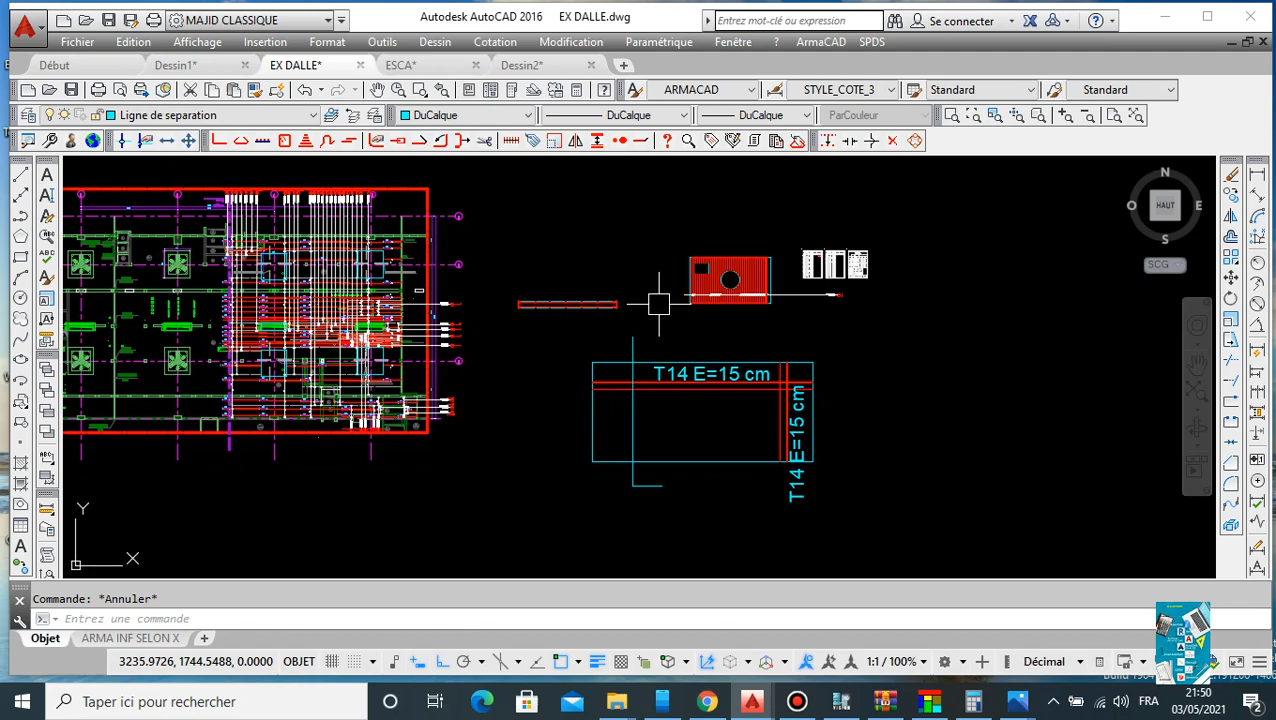 MAJID CLASSIQUE
Autodesk AutoCAD 2016 EX DALLE.dwg
Entrez mot-clé ou expression
Se connecter
Fichier Edition Affichage Insertion Format Outils Dessin Cotation Modification Paramétrique Fenêtre ? ArmaCAD SPDS
Début Dessin1* EX DALLE* ESCA* Dessin2*
ARMACAD STYLE_COTE_3 Standard Standard
Ligne de separation DuCalque DuCalque DuCalque ParCouleur
N
O HAUT E
S
SCG
T14 E=15 cm
T14 E=15 cm
Y
X
Commande: *Annuler*
Entrez une commande
Objet ARMA INF SELON X
3235.9726, 1744.5488, 0.0000 OBJET 1:1 / 100% Décimal
Taper ici pour rechercher
FRA
21:50
03/05/2021
2